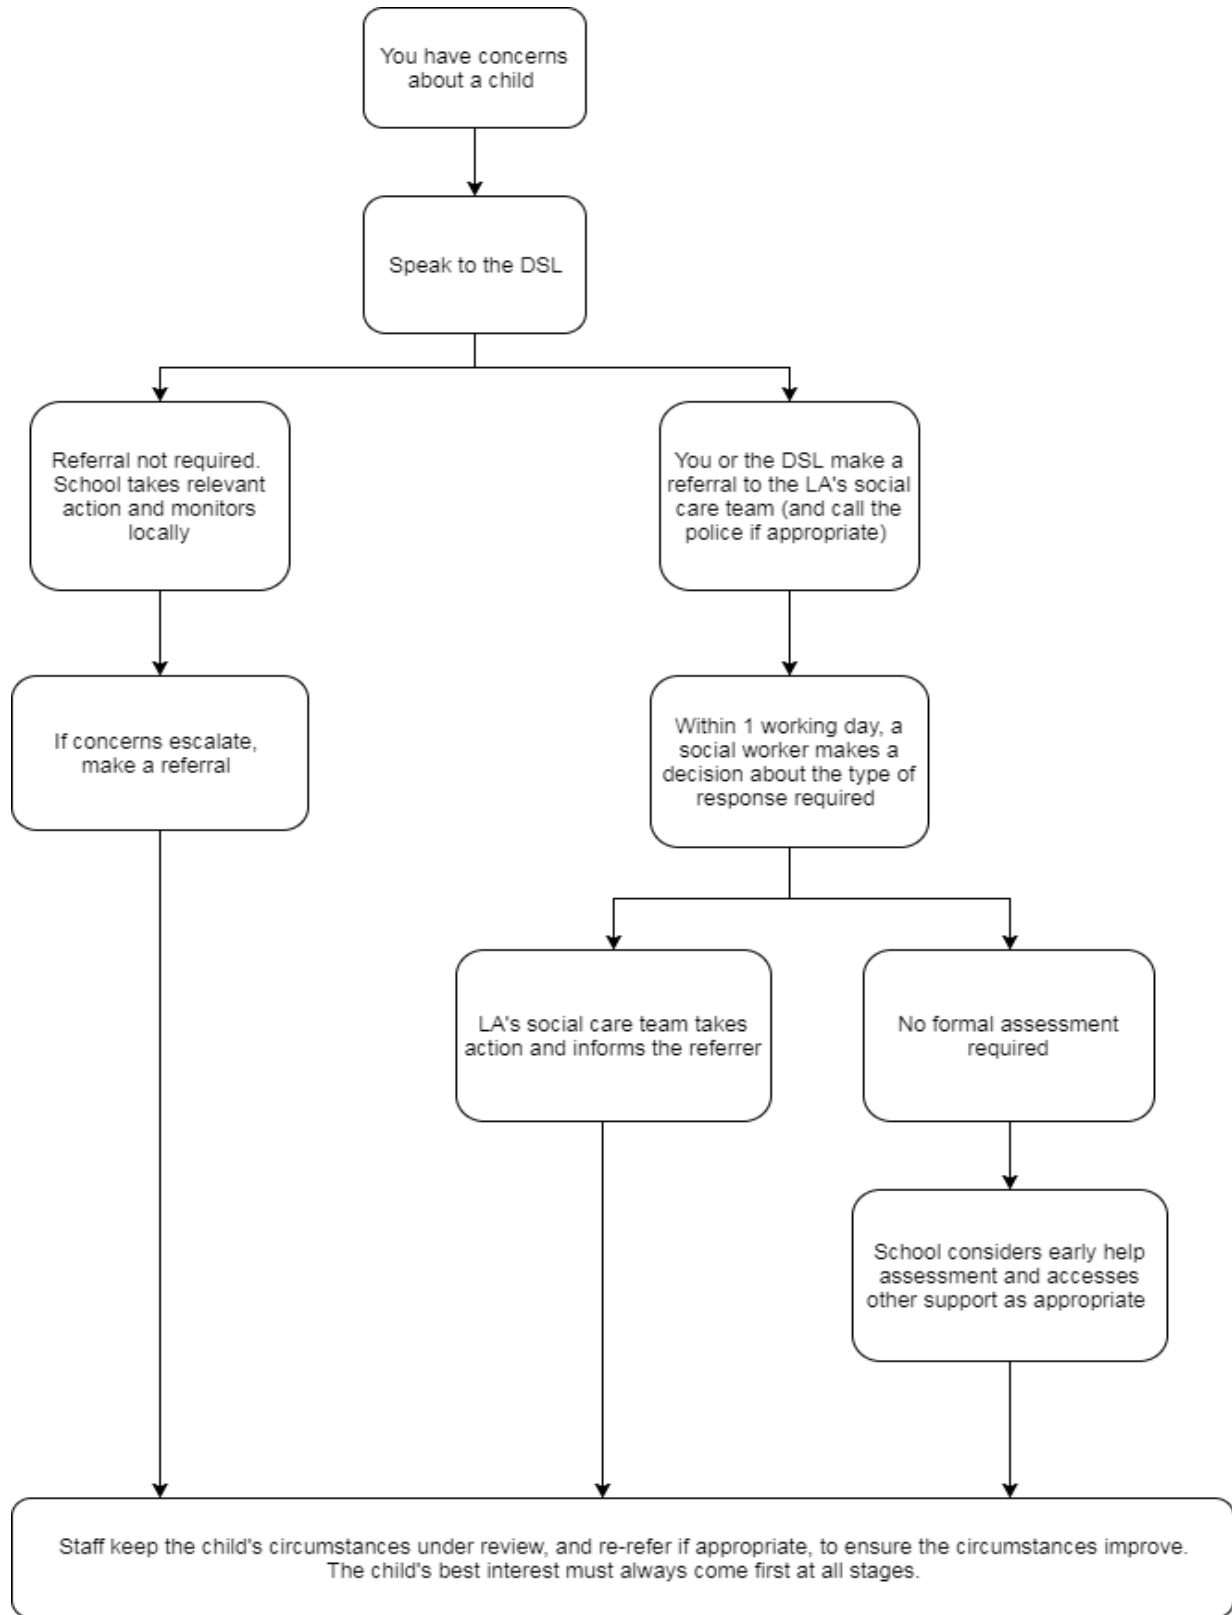 You have concerns
about a child
Speak to the DSL
Referral not required.
School takes relevant
action and monitors
locally
You or the DSL make a
referral to the LA's social
care team (and call the
police if appropriate)
If concerns escalate,
make a referral
Within 1 working day, a
social worker makes a
decision about the type of
response required
LA's social care team takes
action and informs the referrer
No formal assessment
required
School considers early help
assessment and accesses
other support as appropriate
Staff keep the child's circumstances under review, and re-refer if appropriate, to ensure the circumstances improve.
The child's best interest must always come first at all stages.